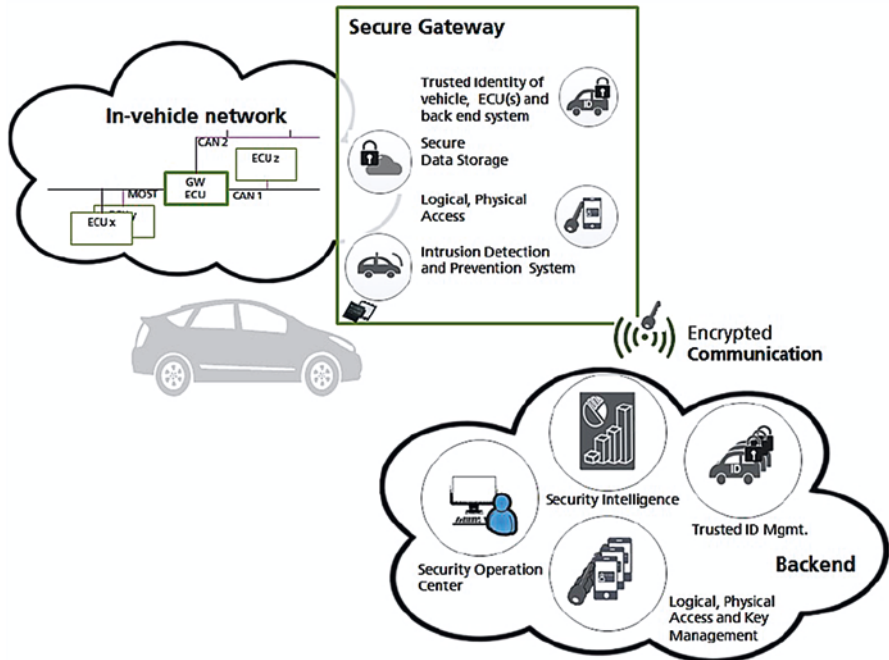 Secure Gateway
Trusted Identity of
vehicle, ECU(s) and
back end system
ID
Secure
Data Storage
Logical, Physical
Access
Intrusion Detection
and Prevention System
In-vehicle network
CAN 2
ECU z
GW
ECU
MOST
CAN 1
ECU x
Encrypted
Communication
Security Intelligence
ID
Trusted ID Mgmt.
Security Operation
Center
Backend
Logical, Physical
Access and Key
Management